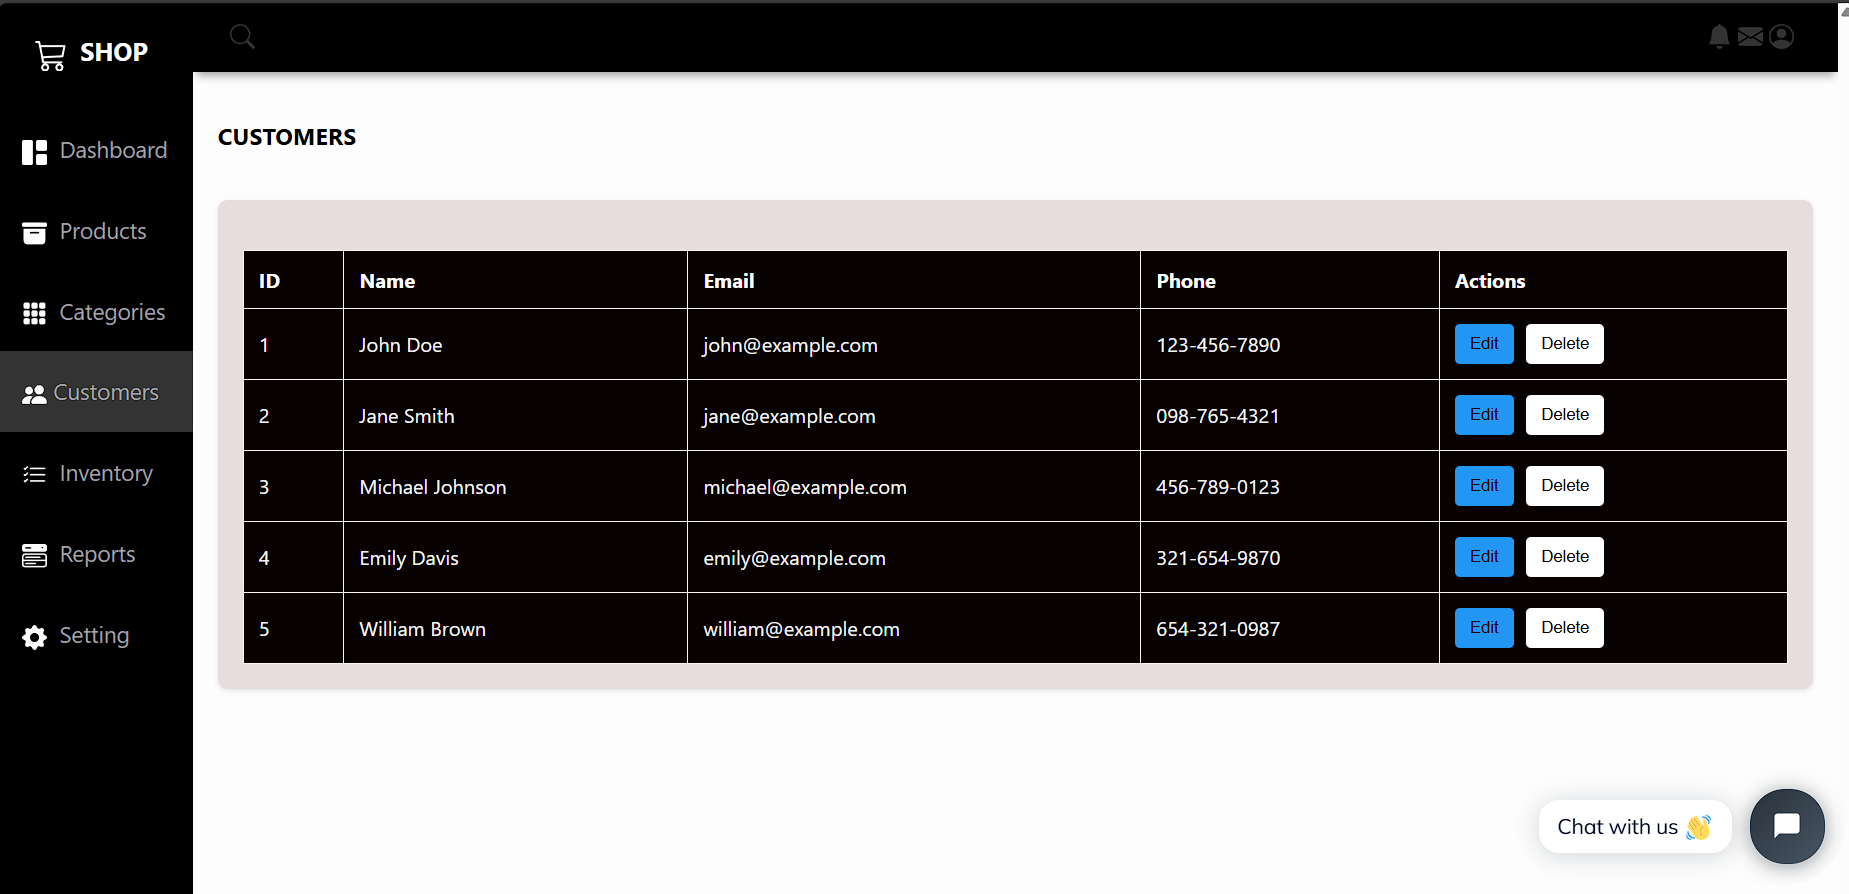 SHOP
Dashboard
Products
Categories
Customers
Inventory
Reports
Setting
CUSTOMERS
ID Name Email Phone Actions
1 John Doe john@example.com 123-456-7890 Edit Delete
2 Jane Smith jane@example.com 098-765-4321 Edit Delete
3 Michael Johnson michael@example.com 456-789-0123 Edit Delete
4 Emily Davis emily@example.com 321-654-9870 Edit Delete
5 William Brown william@example.com 654-321-0987 Edit Delete
Chat with us 👋